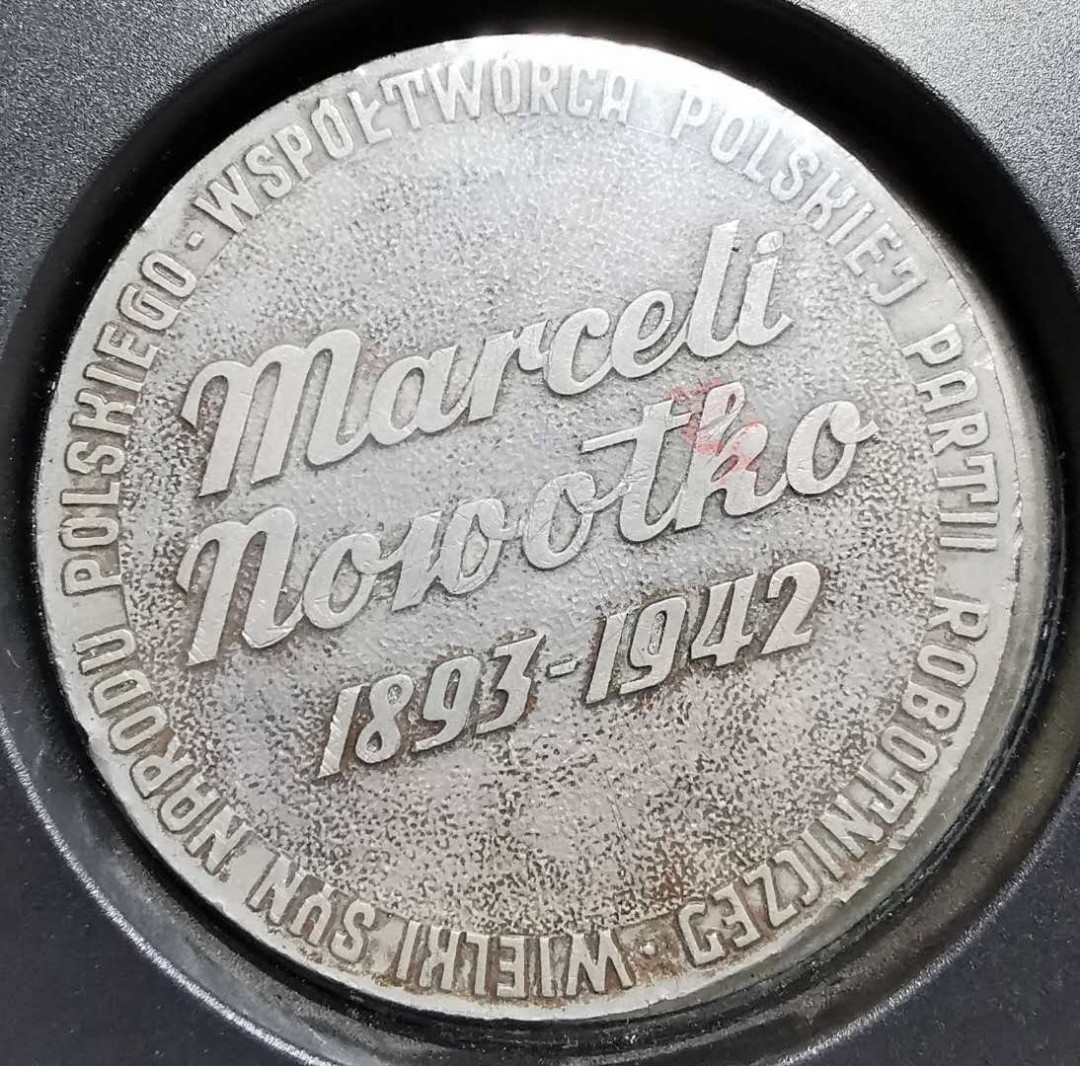 WSPÓŁTWÓRCA POLSKIEJ PARTII ROBOTNICZEJ · WIELKI SYN NARODU POLSKIEGO -
Marceli
Nowotko
1893-1942